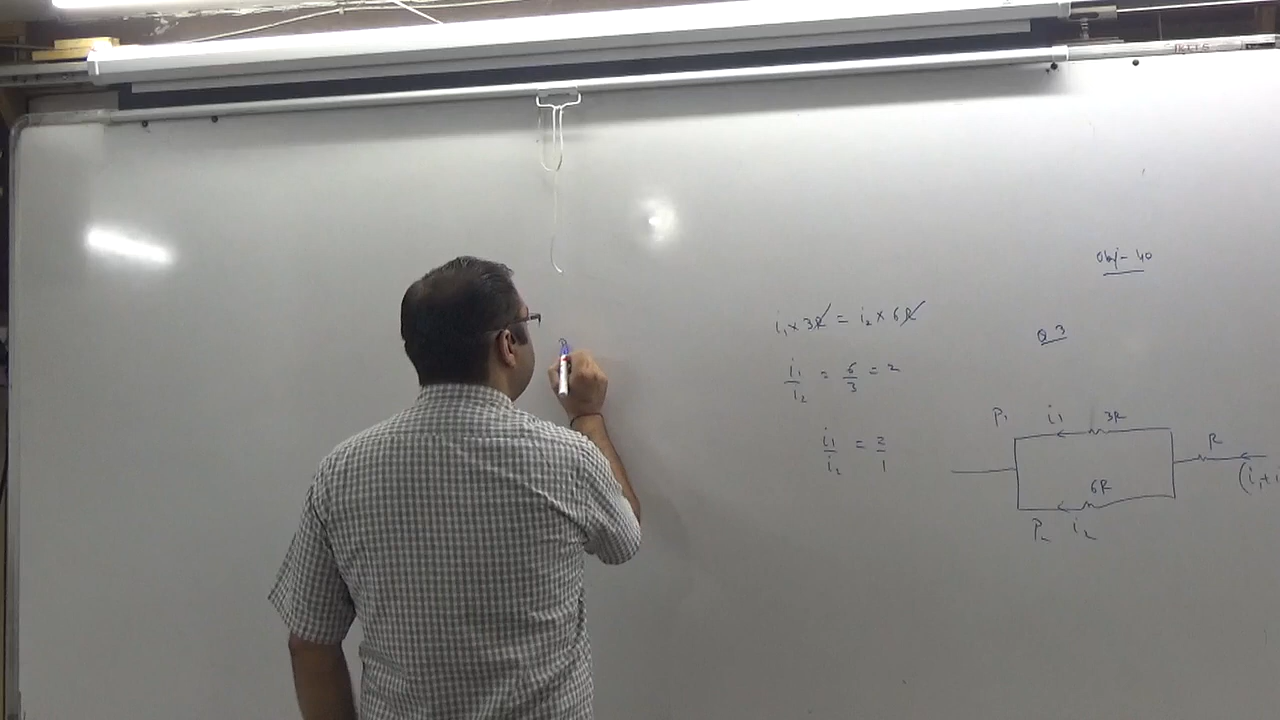 Obj - 40
Q 3
i₁ × 3R = i₂ × 6R
i₁/i₂ = 6/3 = 2
i₁/i₂ = 2/1
P₁ i₁ 3R
R
6R
P₂ i₂